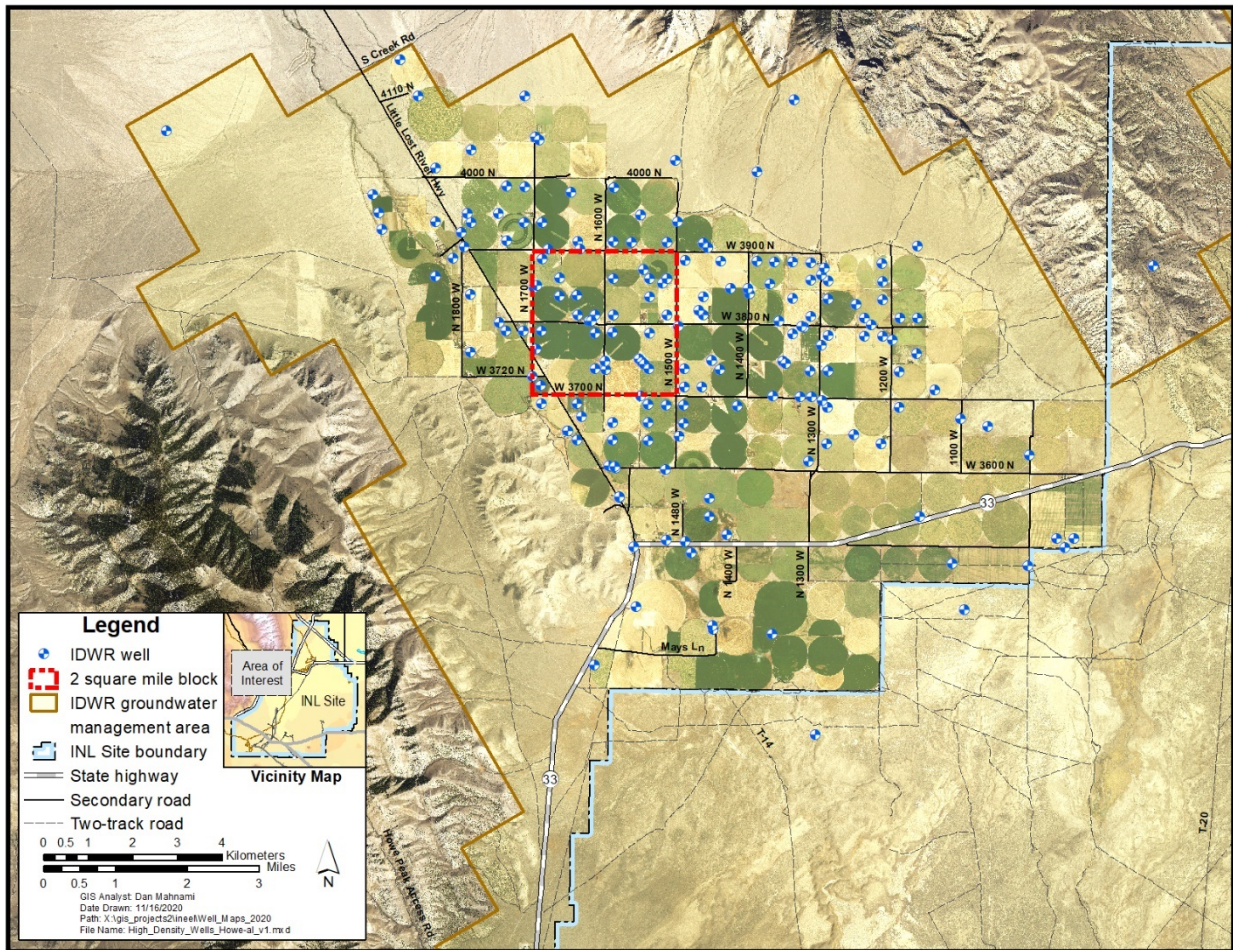 S Creek Rd
4110 N
Little Lost River Hwy
4000 N
4000 N
N 1600 W
W 3900 N
N 1700 W
N 1800 W
W 3800 N
N 1500 W
N 1400 W
1200 W
W 3720 N
W 3700 N
N 1300 W
1100 W
W 3600 N
33
N 1480 W
N 1400 W
N 1300 W
Mays Ln
T-14
33
T-20
Howe Peak Access Rd
Legend
IDWR well
2 square mile block
IDWR groundwater
management area
INL Site boundary
State highway
Secondary road
Two-track road
Area of
Interest
INL Site
Vicinity Map
0 0.5 1 2 3 4
Kilometers
Miles
0 0.5 1 2 3
N
GIS Analyst: Dan Mahnami
Date Drawn: 11/16/2020
Path: X:\gis_projects2\ineel\Well_Maps_2020
File Name: High_Density_Wells_Howe-al_v1.mxd